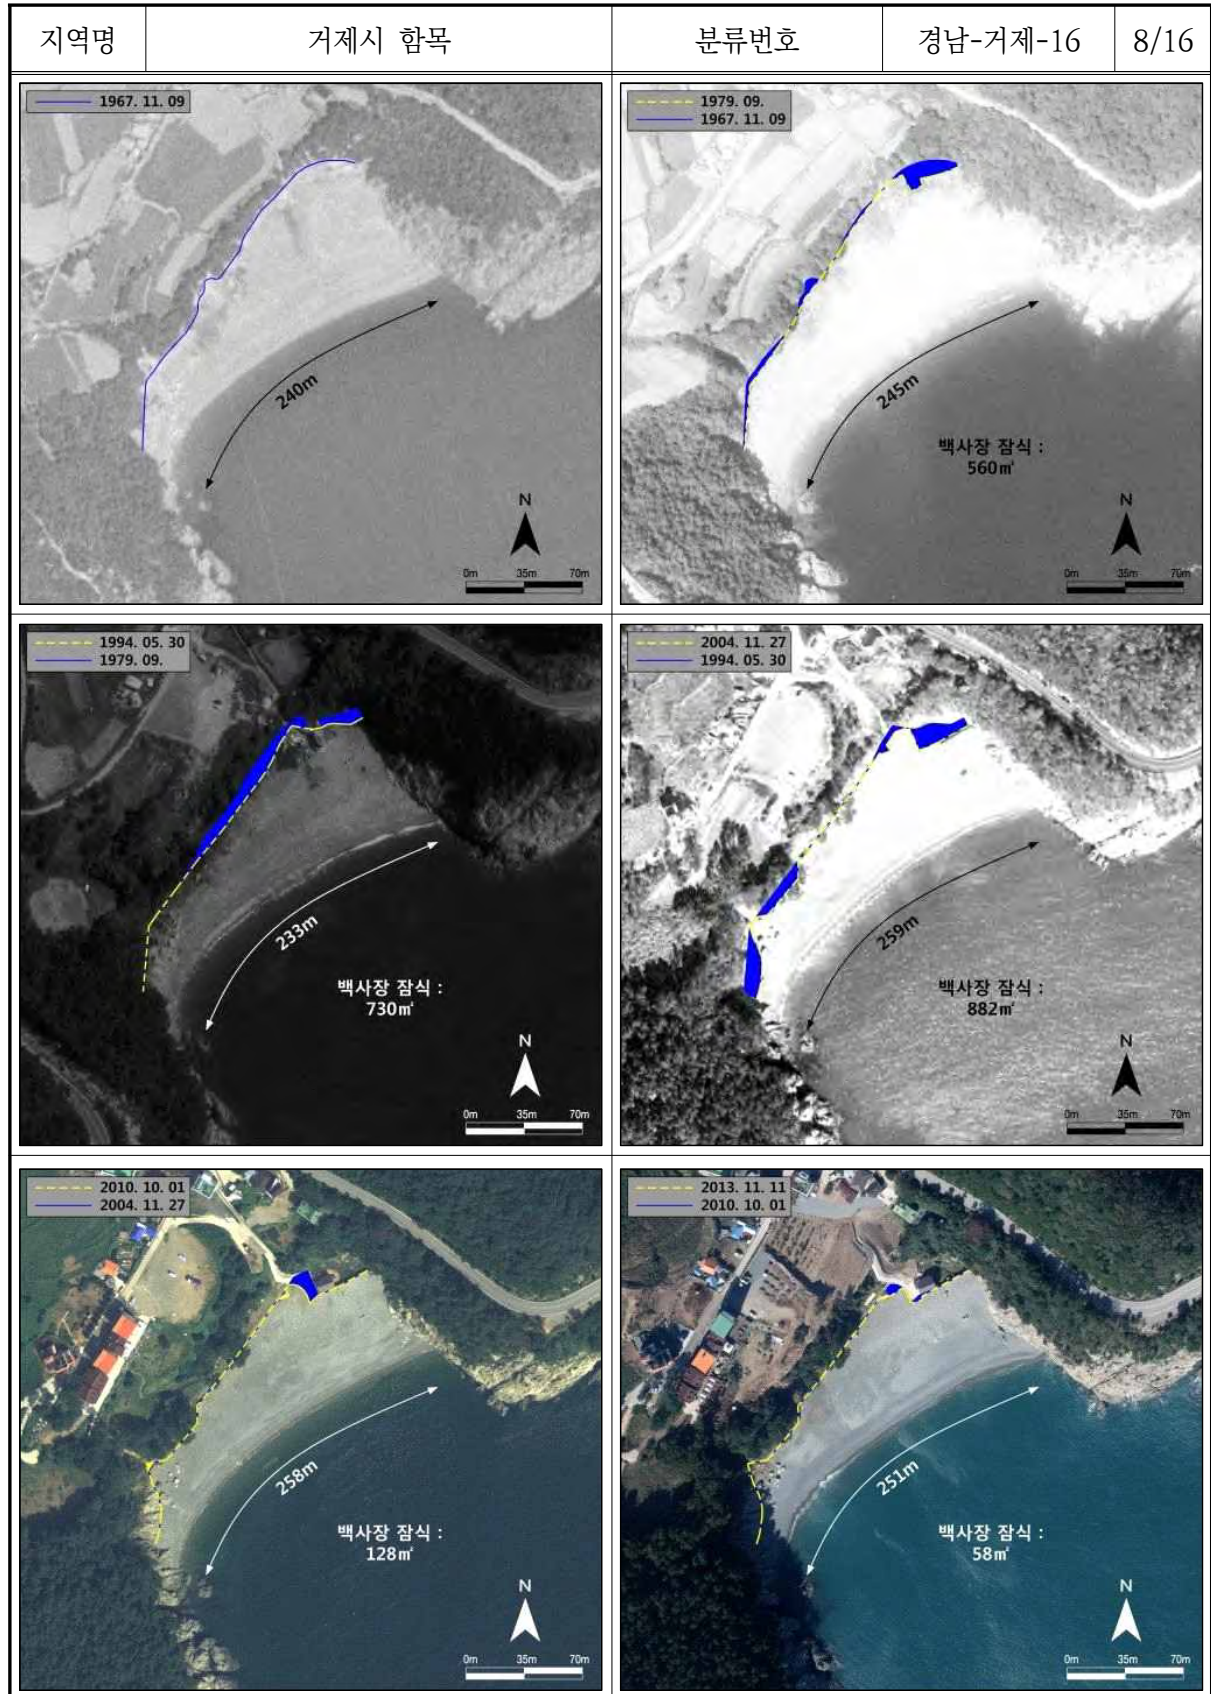 지역명 거제시 함목 분류번호 경남-거제-16 8/16
1967. 11. 09
240m
N
0m 35m 70m
1979. 09.
1967. 11. 09
245m
백사장 잠식 :
560㎡
N
0m 35m 70m
1994. 05. 30
1979. 09.
233m
백사장 잠식 :
730㎡
N
0m 35m 70m
2004. 11. 27
1994. 05. 30
259m
백사장 잠식 :
882㎡
N
0m 35m 70m
2010. 10. 01
2004. 11. 27
258m
백사장 잠식 :
128㎡
N
0m 35m 70m
2013. 11. 11
2010. 10. 01
251m
백사장 잠식 :
58㎡
N
0m 35m 70m